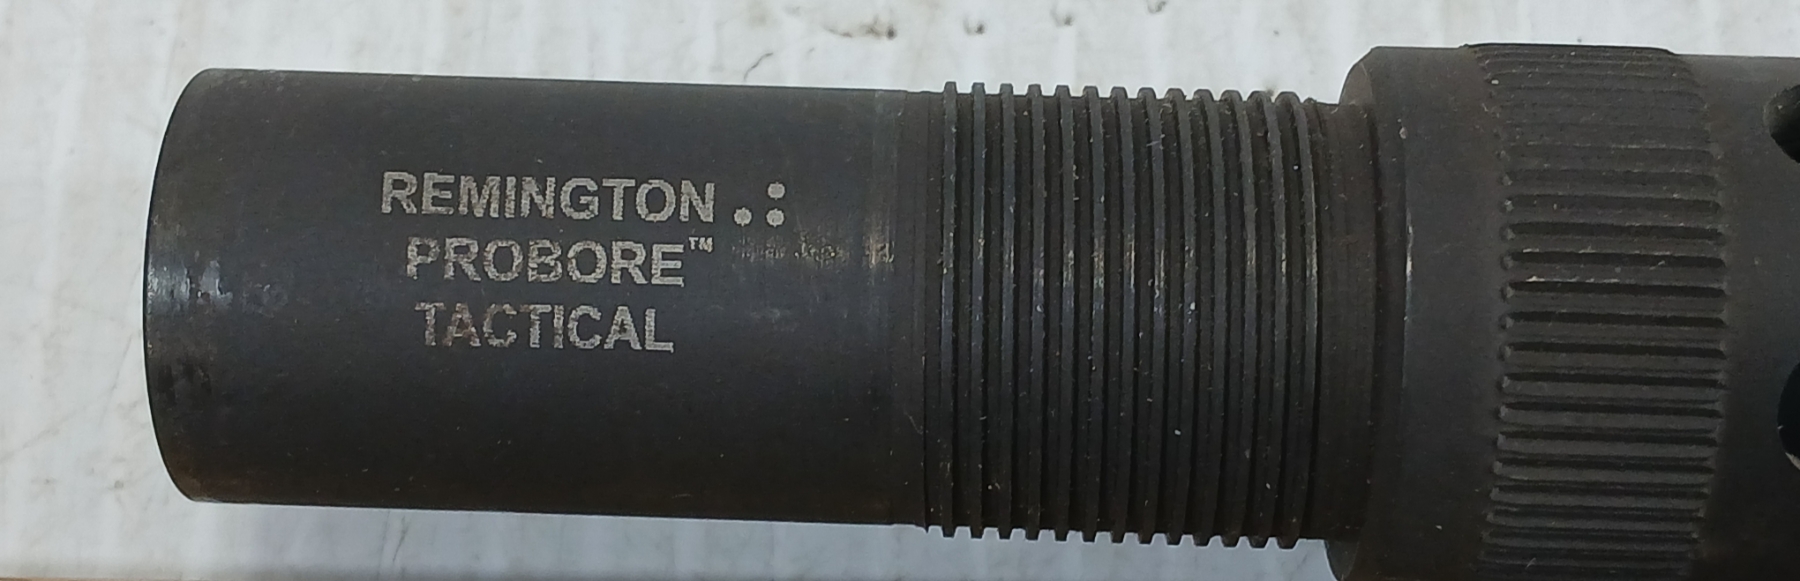 REMINGTON
PROBORE™
TACTICAL